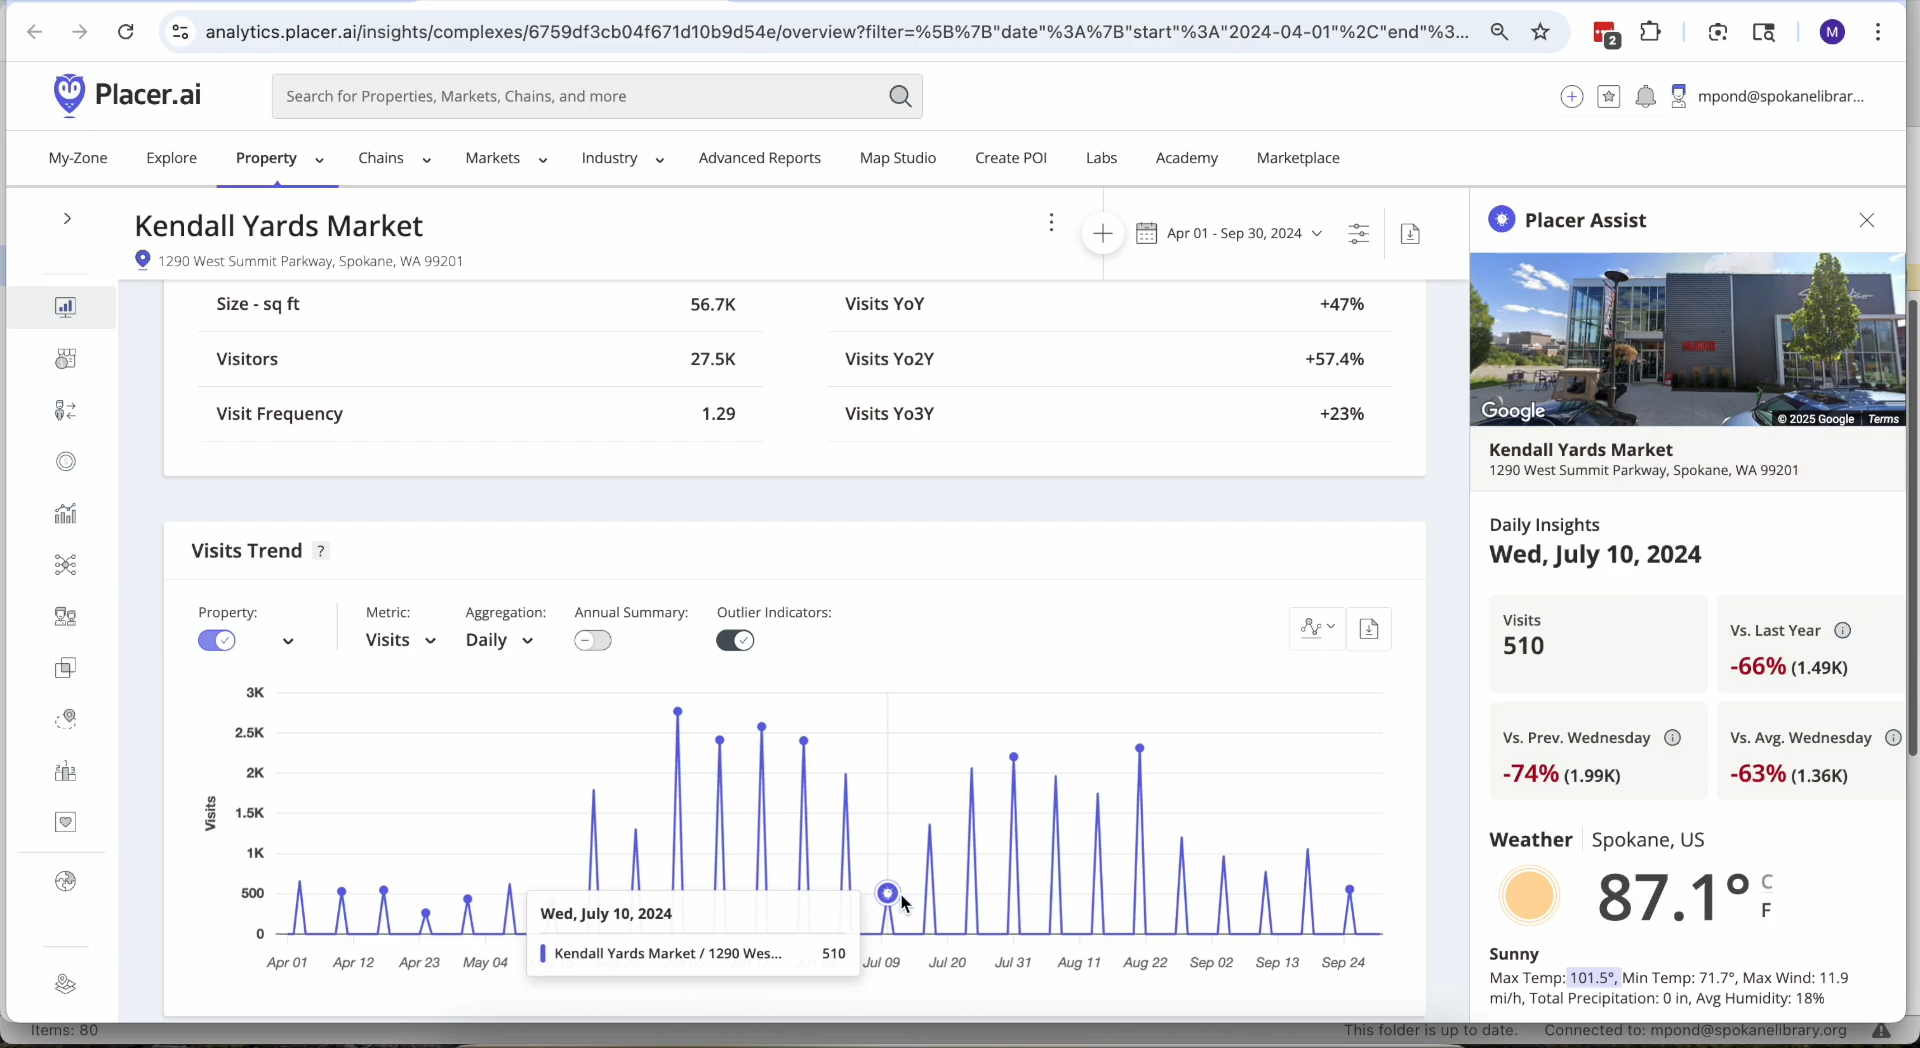 analytics.placer.ai/insights/complexes/6759df3cb04f671d10b9d54e/overview?filter=%5B%7B"date"%3A%7B"start"%3A"2024-04-01"%2C"end"%3...
2
M
Placer.ai
Search for Properties, Markets, Chains, and more
mpond@spokanelibrar...
My-Zone Explore Property Chains Markets Industry Advanced Reports Map Studio Create POI Labs Academy Marketplace
Kendall Yards Market
1290 West Summit Parkway, Spokane, WA 99201
Apr 01 - Sep 30, 2024
Size - sq ft 56.7K Visits YoY +47%
Visitors 27.5K Visits Yo2Y +57.4%
Visit Frequency 1.29 Visits Yo3Y +23%
Visits Trend ?
Property: Metric: Aggregation: Annual Summary: Outlier Indicators:
Visits Daily
Visits
3K
2.5K
2K
1.5K
1K
500
0
Wed, July 10, 2024
Kendall Yards Market / 1290 Wes... 510
Apr 01 Apr 12 Apr 23 May 04 Jul 09 Jul 20 Jul 31 Aug 11 Aug 22 Sep 02 Sep 13 Sep 24
Placer Assist
Google
© 2025 Google Terms
Kendall Yards Market
1290 West Summit Parkway, Spokane, WA 99201
Daily Insights
Wed, July 10, 2024
Visits
510
Vs. Last Year
-66% (1.49K)
Vs. Prev. Wednesday
-74% (1.99K)
Vs. Avg. Wednesday
-63% (1.36K)
Weather Spokane, US
87.1° C
F
Sunny
Max Temp: 101.5°, Min Temp: 71.7°, Max Wind: 11.9
mi/h, Total Precipitation: 0 in, Avg Humidity: 18%
Items: 80
This folder is up to date. Connected to: mpond@spokanelibrary.org